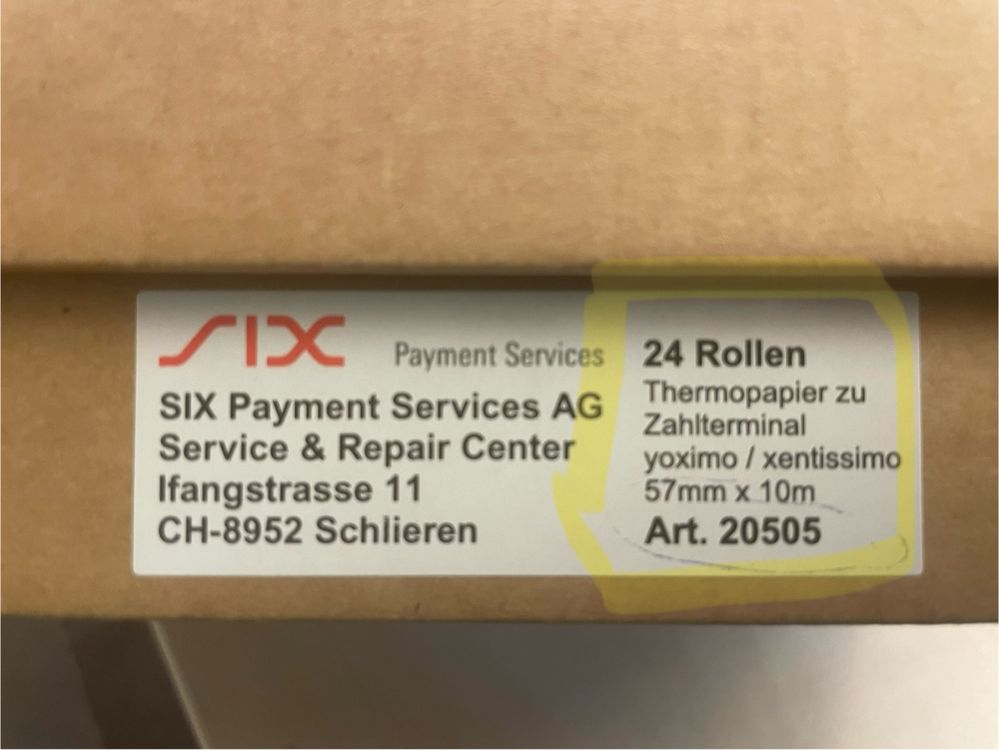 SIX Payment Services
SIX Payment Services AG
Service & Repair Center
Ifangstrasse 11
CH-8952 Schlieren
24 Rollen
Thermopapier zu
Zahlterminal
yoximo / xentissimo
57mm x 10m
Art. 20505